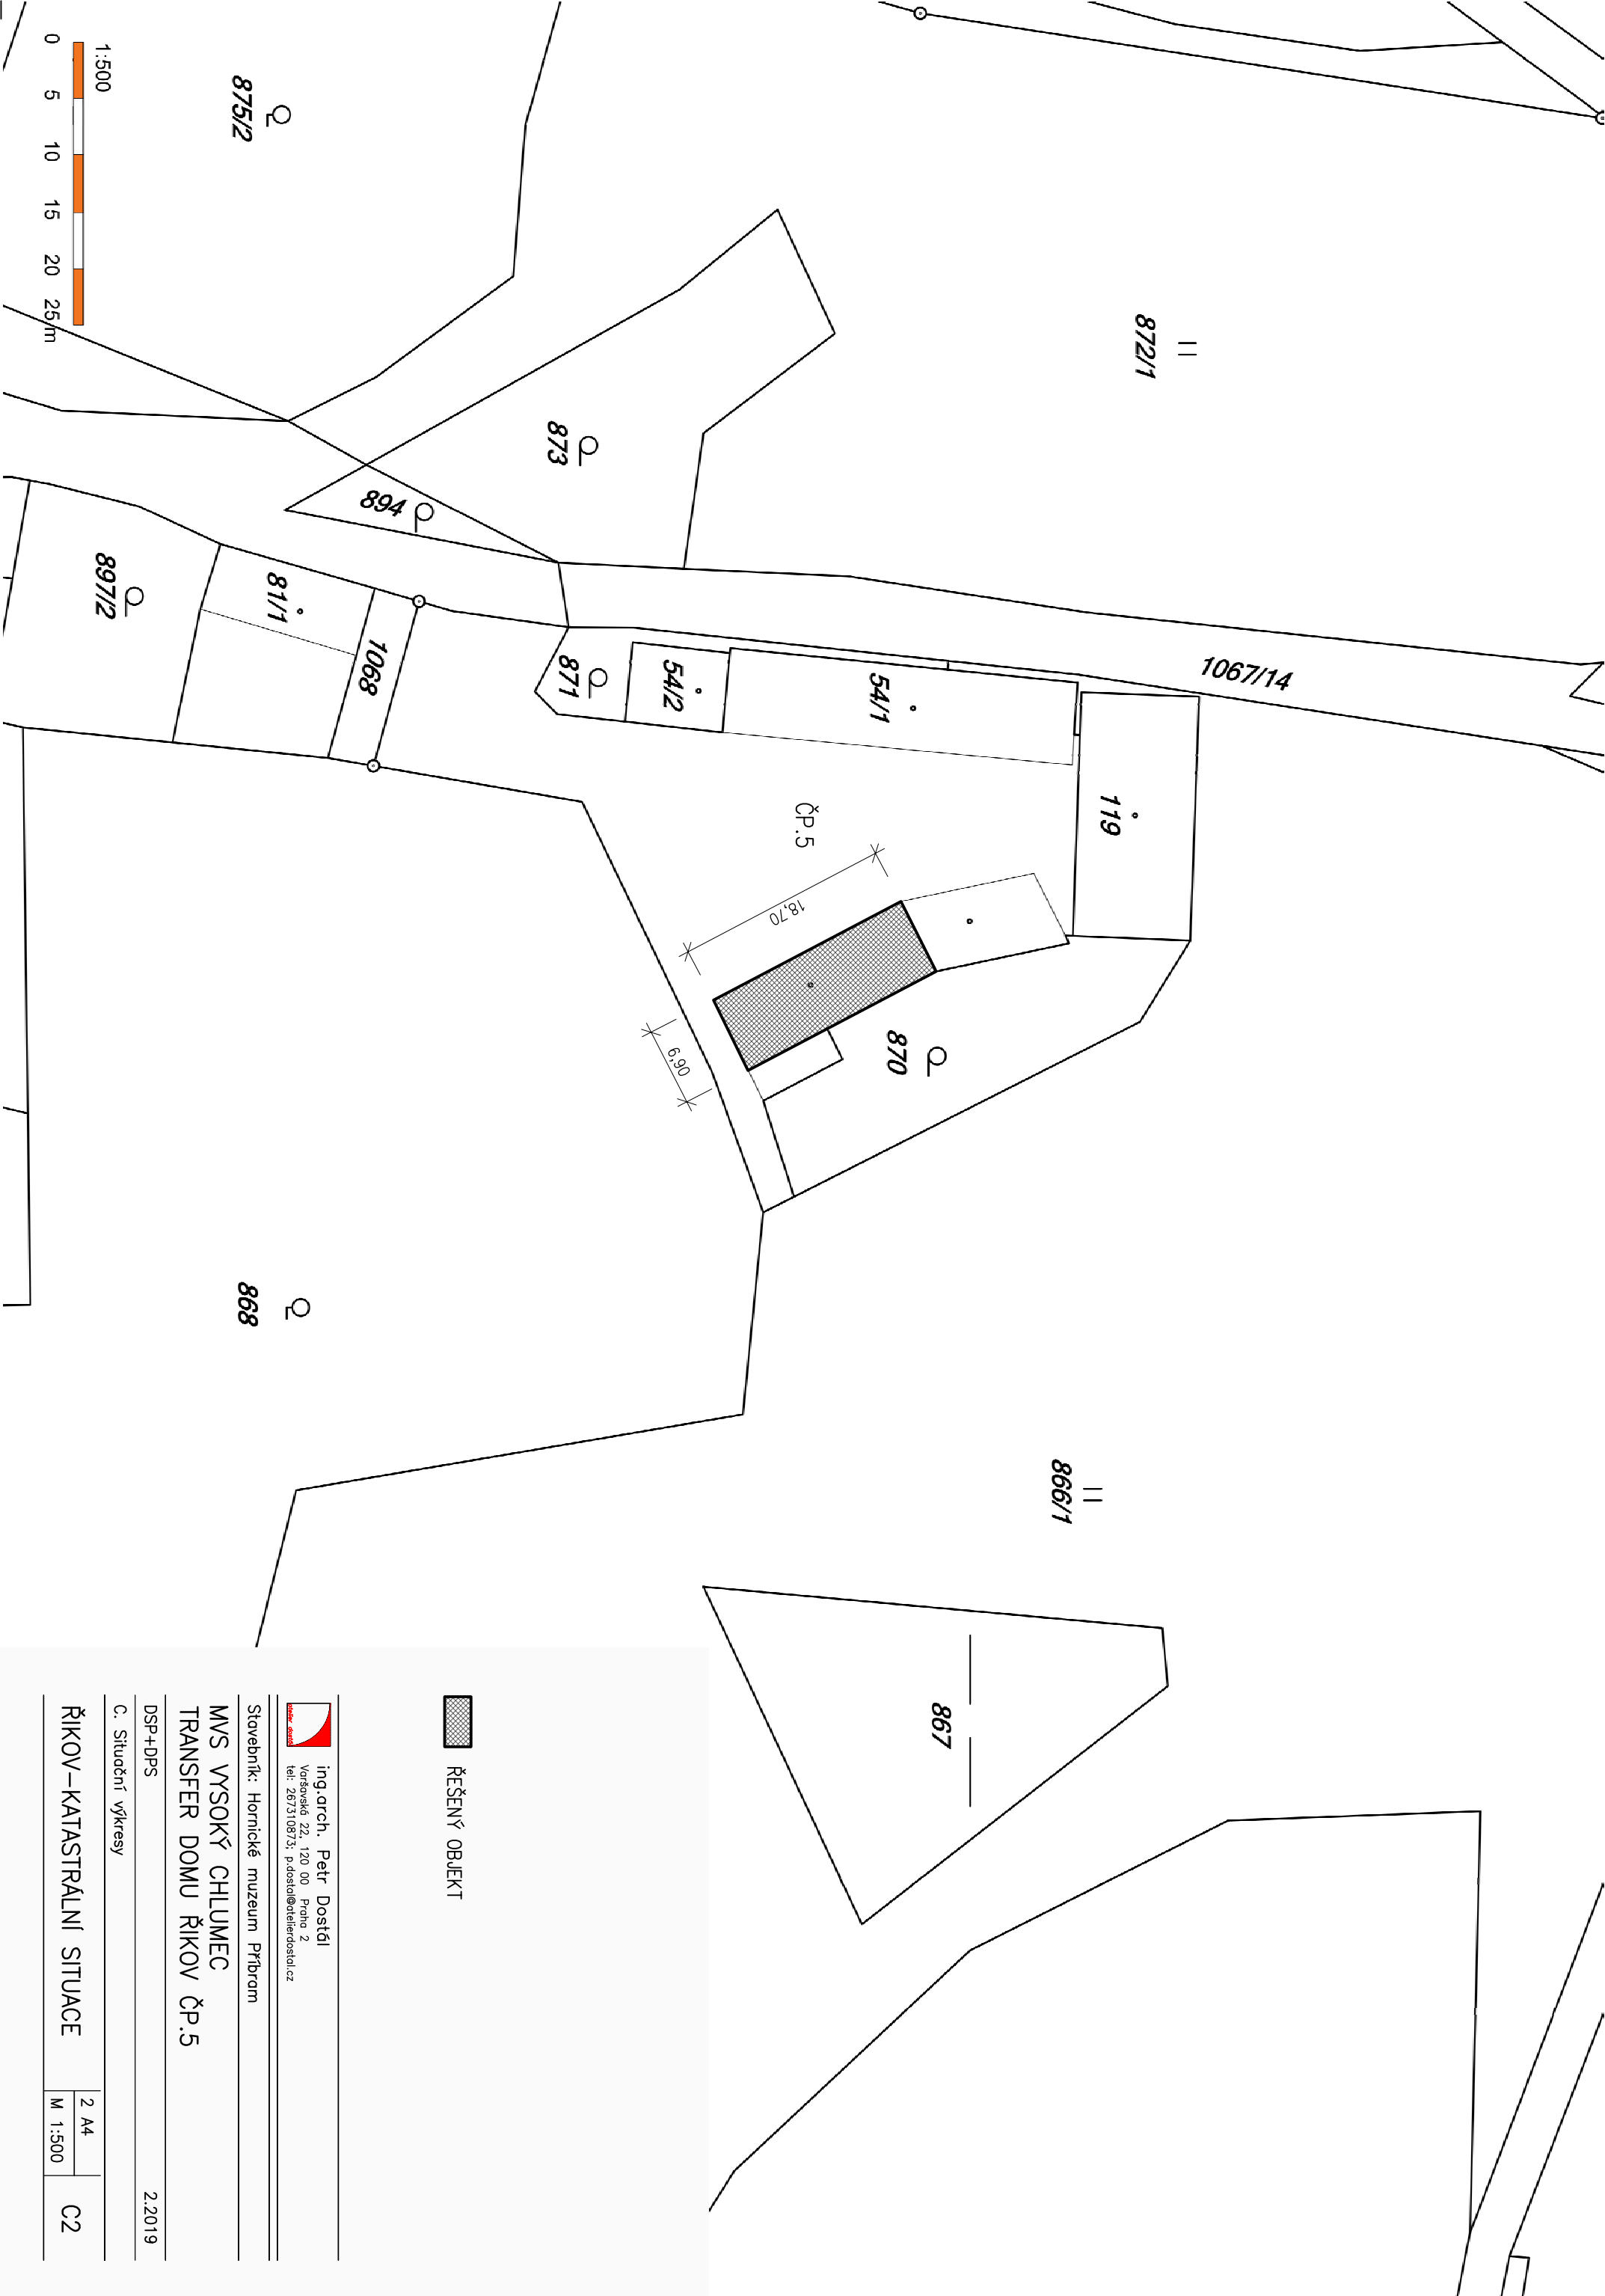 872/1
1067/14
119
54/1
54/2
871
873
894
875/2
1:500
0 5 10 15 20 25 m
81/1
1068
897/2
ČP.5
18,70
6,90
870
868
866/1
867
ŘEŠENÝ OBJEKT
atelier dostál
ing.arch. Petr Dostál
Varšavská 22, 120 00 Praha 2
tel: 267310873; p.dostal@atelierdostal.cz
Stavebník: Hornické muzeum Příbram
MVS VYSOKÝ CHLUMEC
TRANSFER DOMU ŘIKOV ČP.5
DSP+DPS 2.2019
C. Situační výkresy
ŘIKOV–KATASTRÁLNÍ SITUACE
2 A4
M 1:500
C2